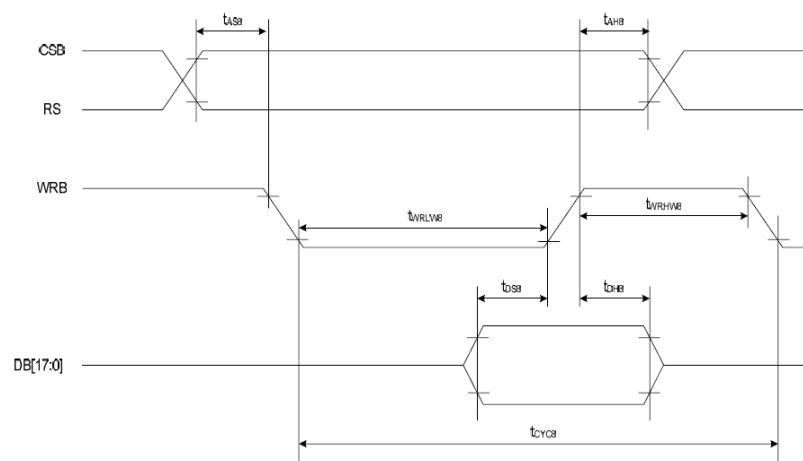 tAS8 tAH8
CSB
RS
WRB
tWRLW8 tWRHW8
tDS8 tDH8
DB[17:0]
tCYC8